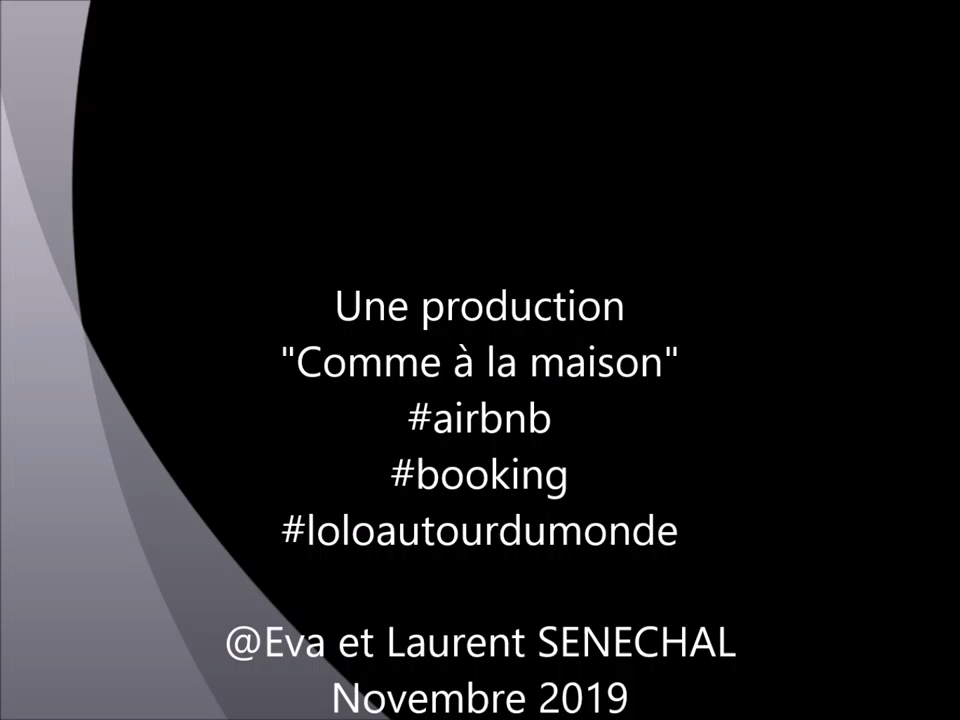 Une production
"Comme à la maison"
#airbnb
#booking
#loloautourdumonde
@Eva et Laurent SENECHAL
Novembre 2019